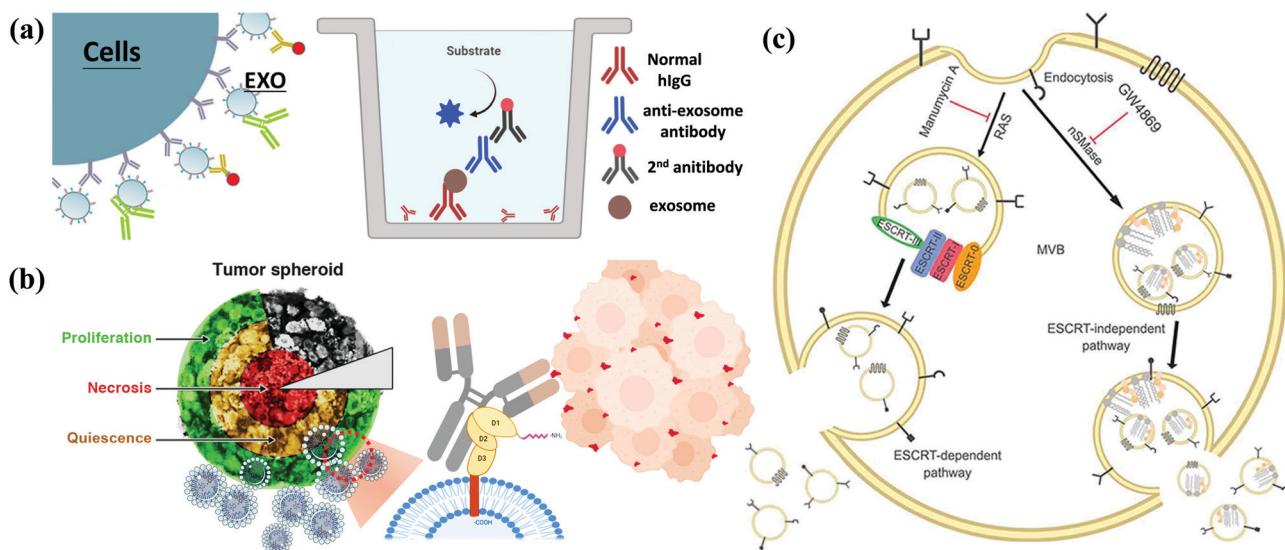 (a)
Cells
EXO
Substrate
Normal
hIgG
anti-exosome
antibody
2nd anitibody
exosome
(b)
Tumor spheroid
Proliferation
Necrosis
Quiescence
D1
D2
D3
-NH2
-COOH
(c)
Endocytosis
Manumycin A
RAS
GW4869
nSMase
ESCRT-III
ESCRT-II
ESCRT-I
ESCRT-0
MVB
ESCRT-independent
pathway
ESCRT-dependent
pathway